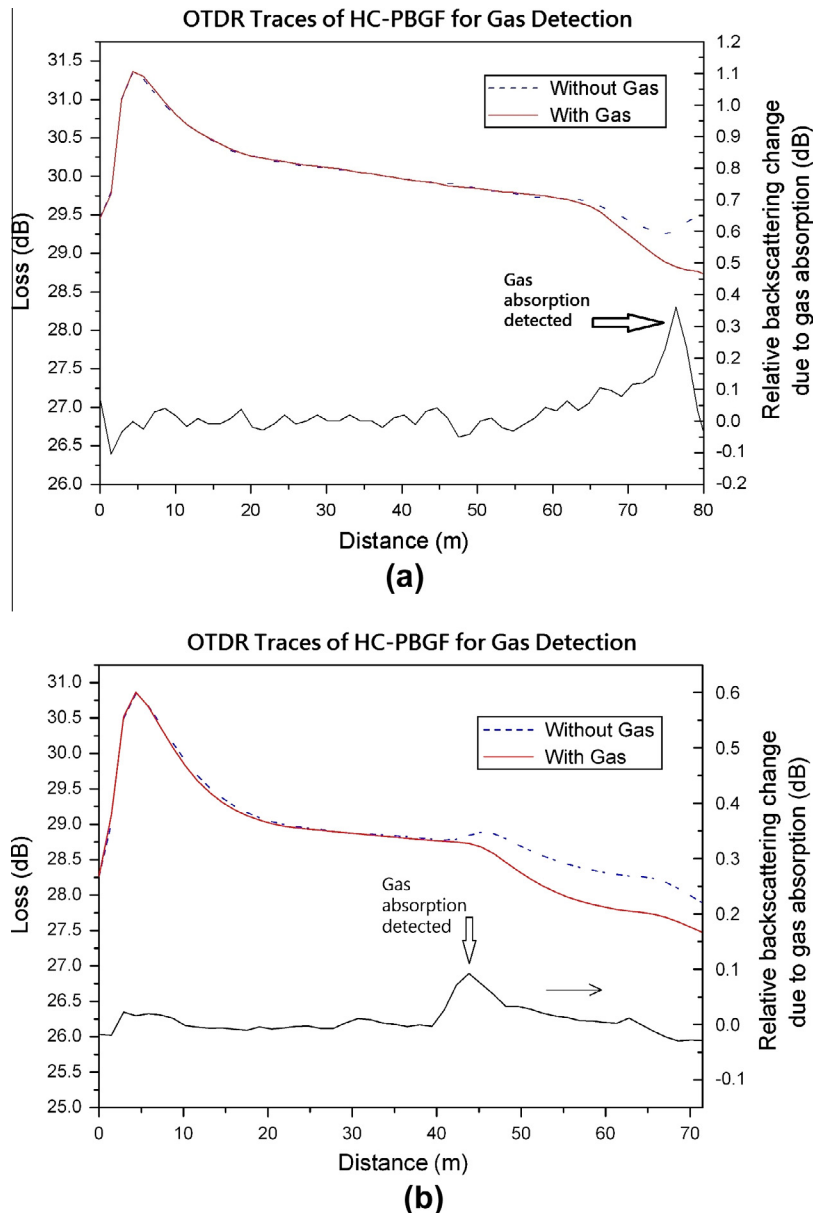 OTDR Traces of HC-PBGF for Gas Detection
Without Gas
With Gas
31.5
31.0
30.5
30.0
29.5
29.0
28.5
28.0
27.5
27.0
26.5
26.0
Loss (dB)
1.2
1.1
1.0
0.9
0.8
0.7
0.6
0.5
0.4
0.3
0.2
0.1
0.0
-0.1
-0.2
Relative backscattering change
due to gas absorption (dB)
Gas
absorption
detected
0 10 20 30 40 50 60 70 80
Distance (m)
(a)
OTDR Traces of HC-PBGF for Gas Detection
Without Gas
With Gas
31.0
30.5
30.0
29.5
29.0
28.5
28.0
27.5
27.0
26.5
26.0
25.5
25.0
Loss (dB)
0.6
0.5
0.4
0.3
0.2
0.1
0.0
-0.1
Relative backscattering change
due to gas absorption (dB)
Gas
absorption
detected
0 10 20 30 40 50 60 70
Distance (m)
(b)